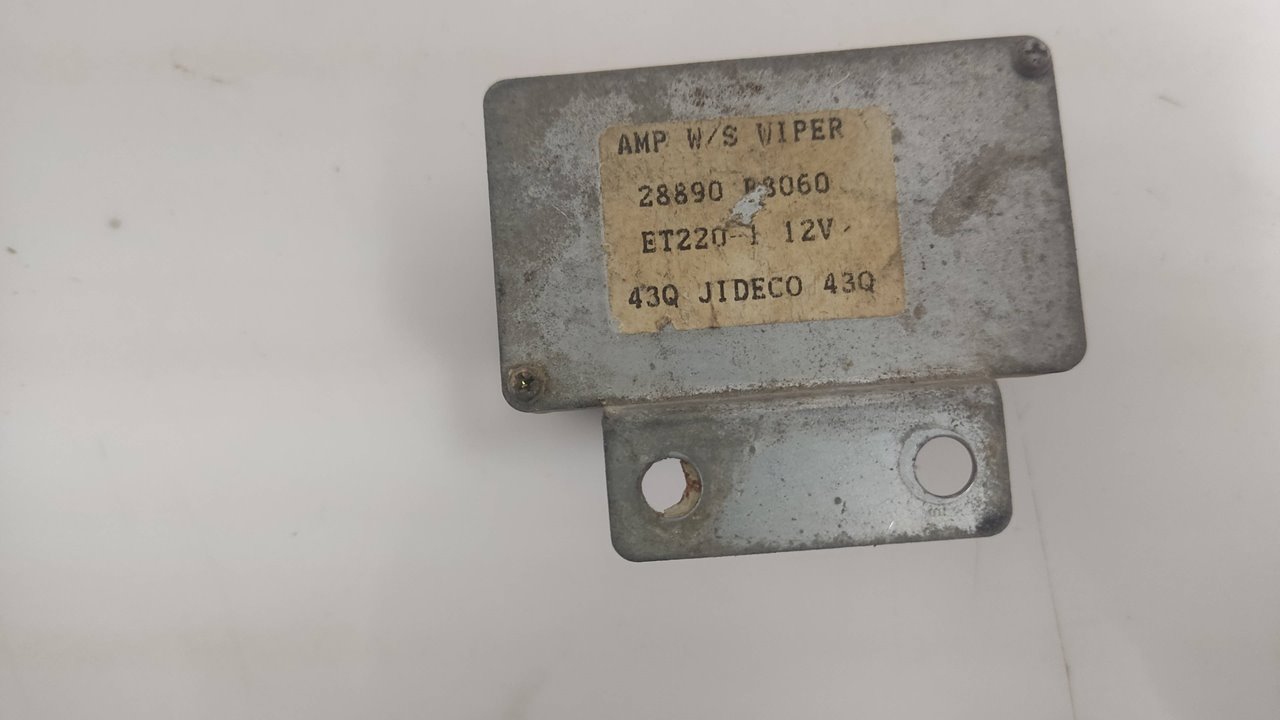 AMP W/S WIPER
28890
ET220-1 12V
43Q JIDECO 43Q